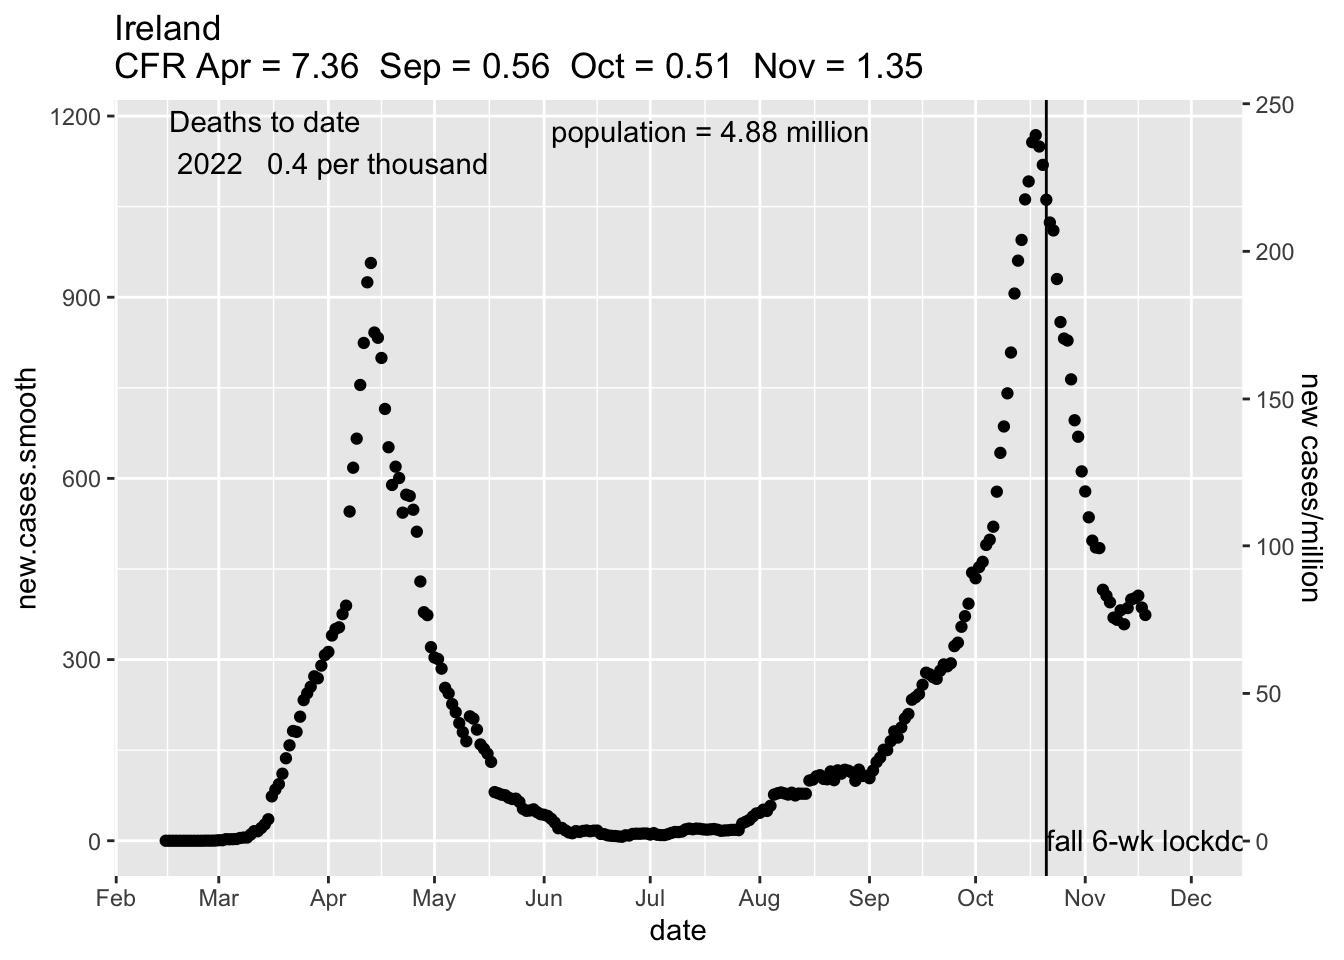 Ireland
CFR Apr = 7.36 Sep = 0.56 Oct = 0.51 Nov = 1.35
Deaths to date
2022 0.4 per thousand
population = 4.88 million
1200
900
600
300
0
new.cases.smooth
250
200
150
100
50
0
new cases/million
fall 6-wk lockdo
Feb Mar Apr May Jun Jul Aug Sep Oct Nov Dec
date